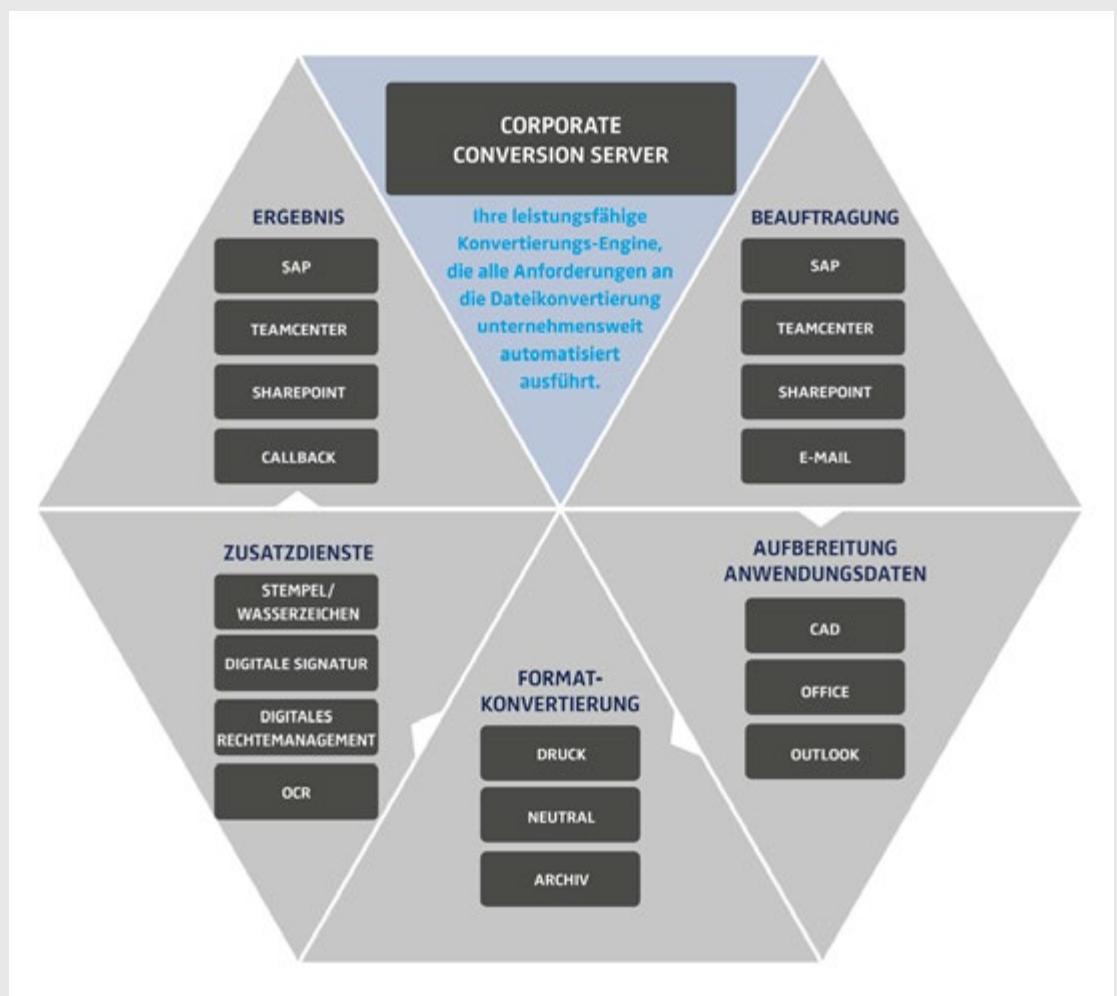 CORPORATE
CONVERSION SERVER
Ihre leistungsfähige
Konvertierungs-Engine,
die alle Anforderungen an
die Dateikonvertierung
unternehmensweit
automatisiert
ausführt.
BEAUFTRAGUNG
SAP
TEAMCENTER
SHAREPOINT
E-MAIL
AUFBEREITUNG
ANWENDUNGSDATEN
CAD
OFFICE
OUTLOOK
FORMAT-
KONVERTIERUNG
DRUCK
NEUTRAL
ARCHIV
ZUSATZDIENSTE
STEMPEL/
WASSERZEICHEN
DIGITALE SIGNATUR
DIGITALES
RECHTEMANAGEMENT
OCR
ERGEBNIS
SAP
TEAMCENTER
SHAREPOINT
CALLBACK